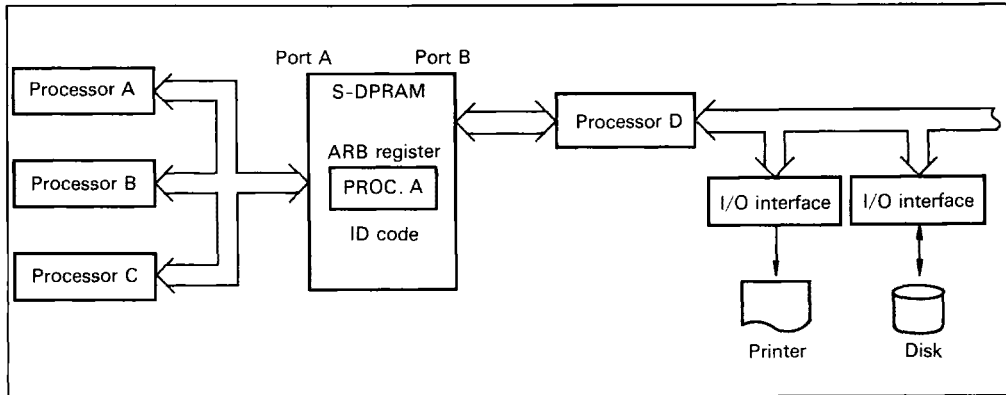 Port A
Port B
Processor A
Processor B
Processor C
S-DPRAM
ARB register
PROC. A
ID code
Processor D
I/O interface
I/O interface
Printer
Disk